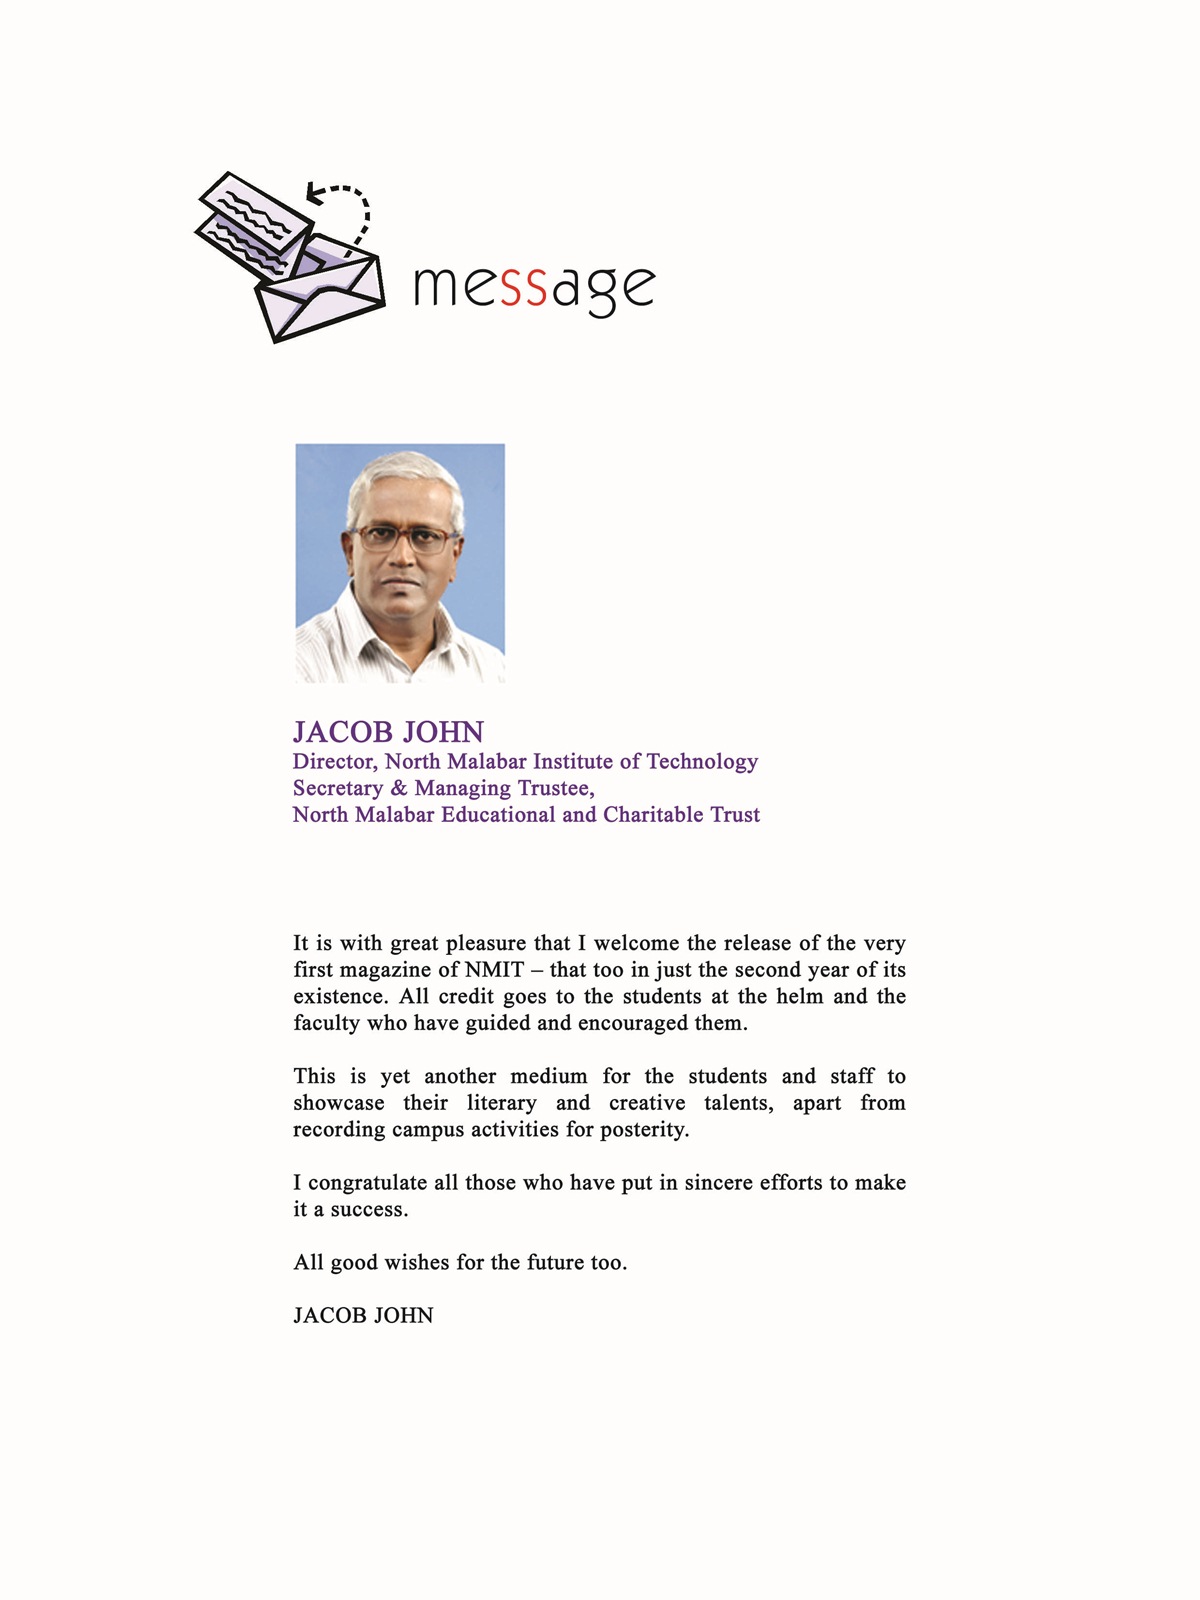 message
JACOB JOHN
Director, North Malabar Institute of Technology
Secretary & Managing Trustee,
North Malabar Educational and Charitable Trust
It is with great pleasure that I welcome the release of the very
first magazine of NMIT – that too in just the second year of its
existence. All credit goes to the students at the helm and the
faculty who have guided and encouraged them.
This is yet another medium for the students and staff to
showcase their literary and creative talents, apart from
recording campus activities for posterity.
I congratulate all those who have put in sincere efforts to make
it a success.
All good wishes for the future too.
JACOB JOHN